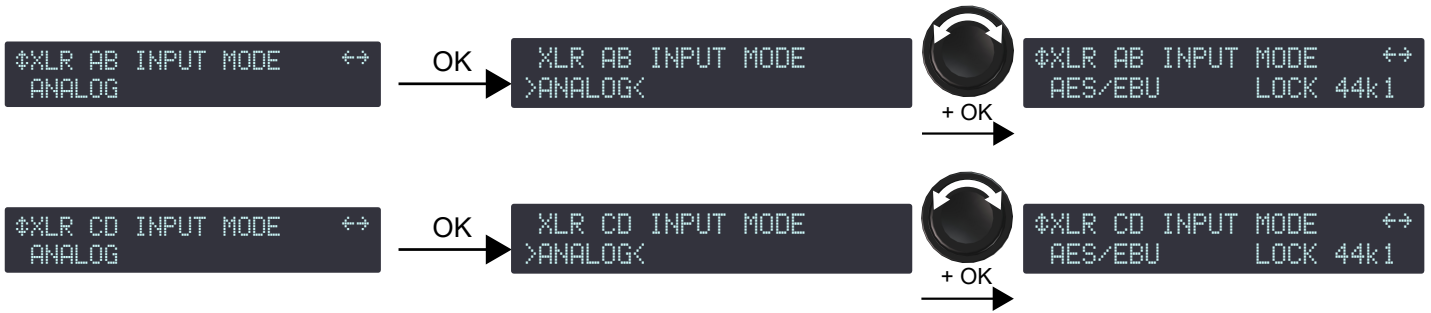 ⇕XLR AB INPUT MODE ↔
ANALOG
OK
XLR AB INPUT MODE
>ANALOG<
+ OK
⇕XLR AB INPUT MODE ↔
AES/EBU LOCK 44k1
⇕XLR CD INPUT MODE ↔
ANALOG
OK
XLR CD INPUT MODE
>ANALOG<
+ OK
⇕XLR CD INPUT MODE ↔
AES/EBU LOCK 44k1